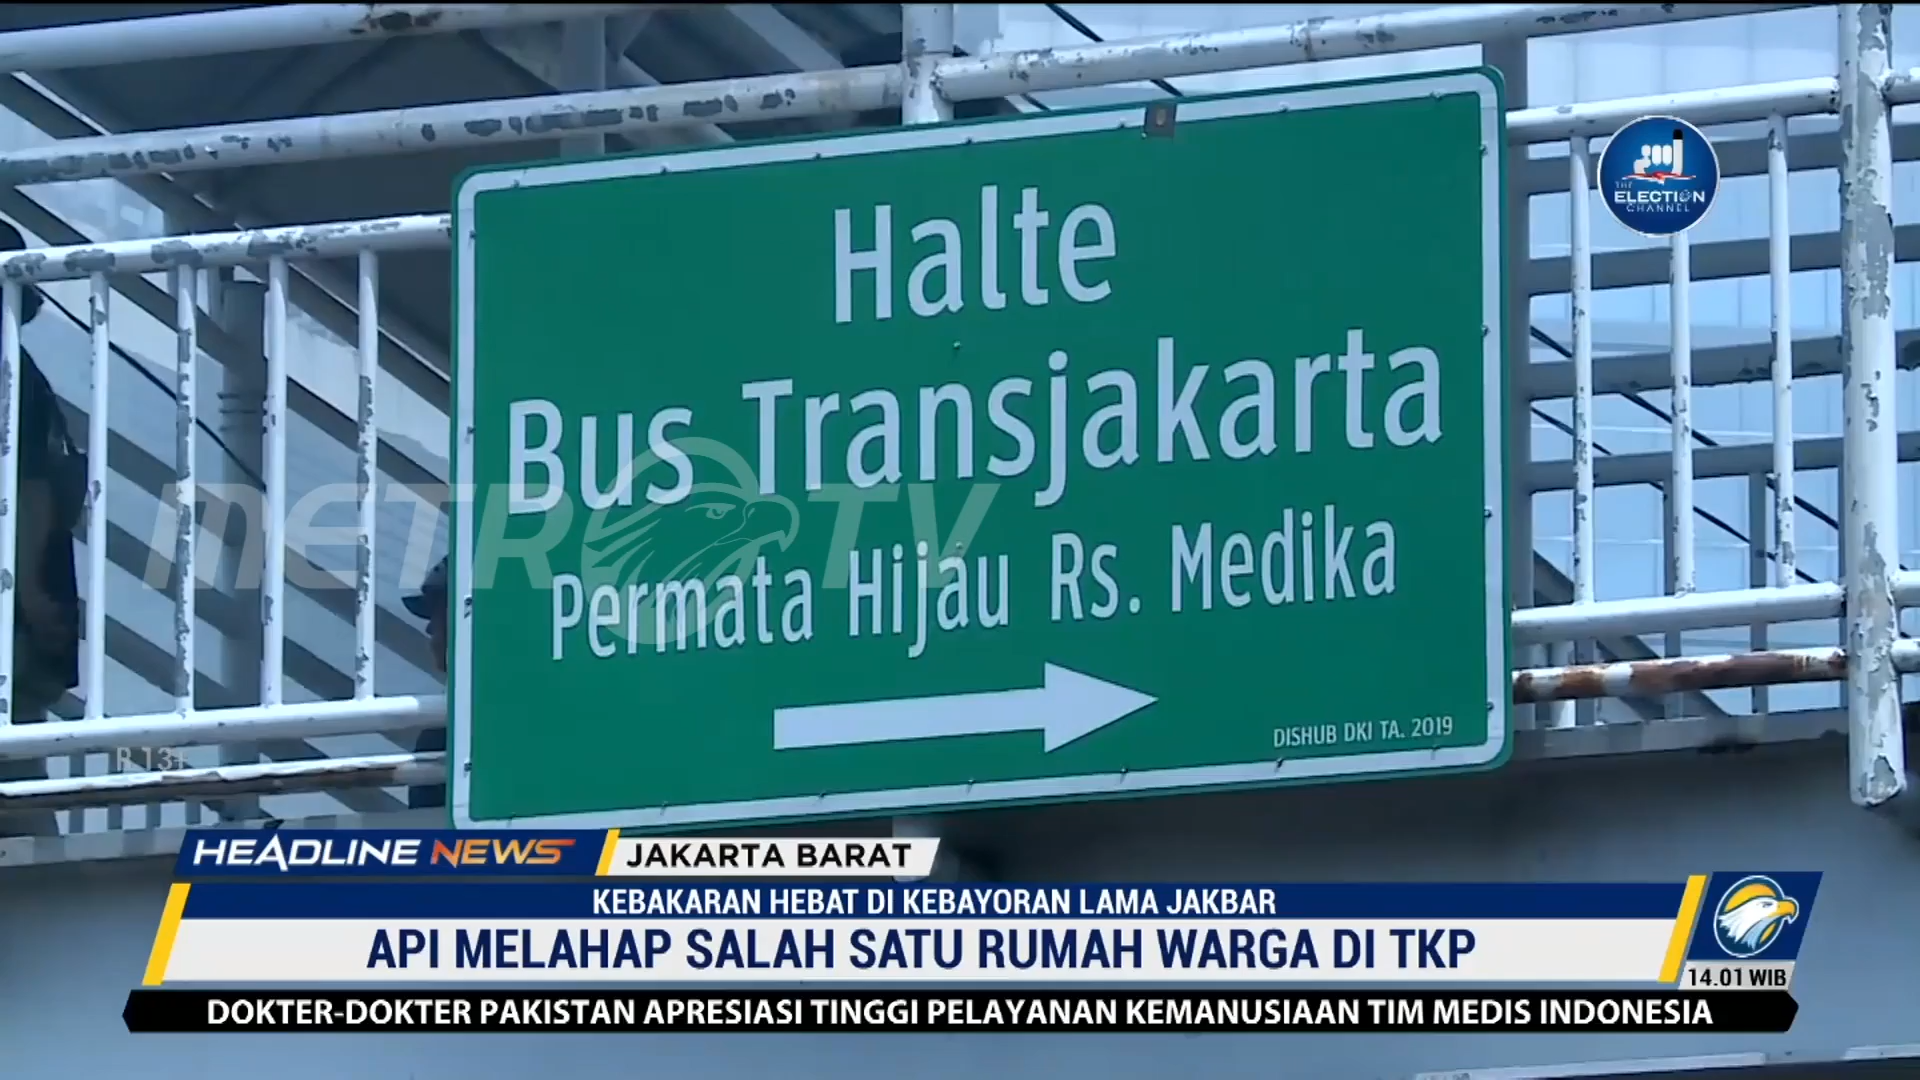 THE
ELECTION
CHANNEL
Halte
Bus Transjakarta
Permata Hijau Rs. Medika
DISHUB DKI TA. 2019
METRO TV
R 13+
HEADLINE NEWS
JAKARTA BARAT
KEBAKARAN HEBAT DI KEBAYORAN LAMA JAKBAR
API MELAHAP SALAH SATU RUMAH WARGA DI TKP
14.01 WIB
DOKTER-DOKTER PAKISTAN APRESIASI TINGGI PELAYANAN KEMANUSIAAN TIM MEDIS INDONESIA